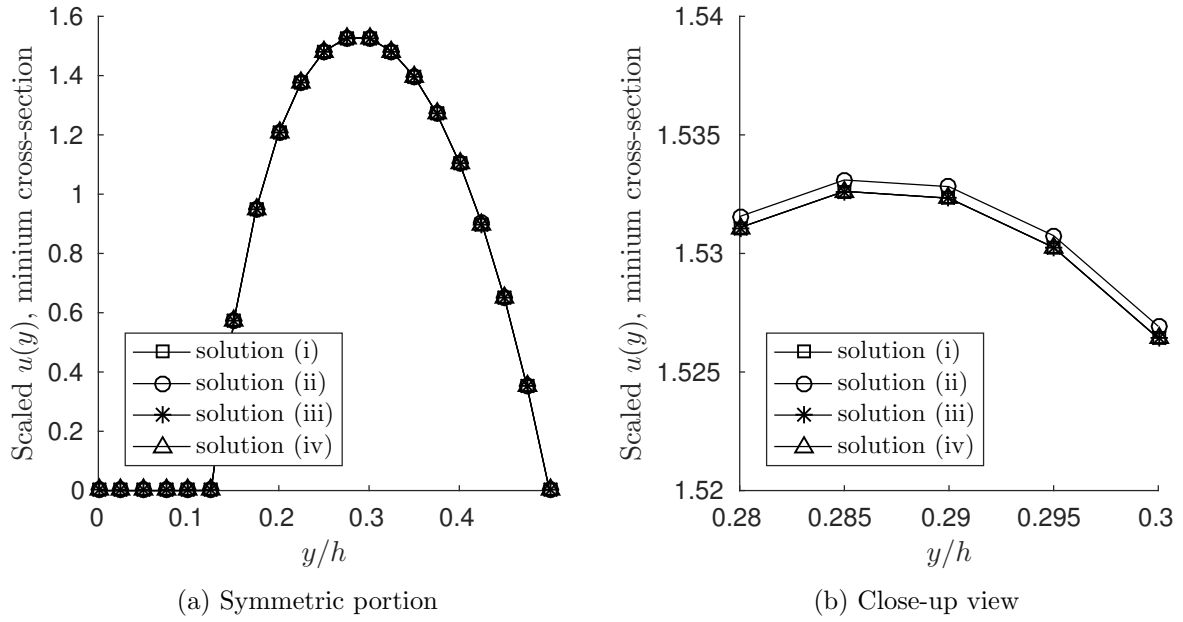 Scaled u(y), minium cross-section
1.6
1.4
1.2
1
0.8
0.6
0.4
0.2
0
0
0.1
0.2
0.3
0.4
y/h
solution (i)
solution (ii)
solution (iii)
solution (iv)
(a) Symmetric portion
Scaled u(y), minium cross-section
1.54
1.535
1.53
1.525
1.52
0.28
0.285
0.29
0.295
0.3
y/h
solution (i)
solution (ii)
solution (iii)
solution (iv)
(b) Close-up view